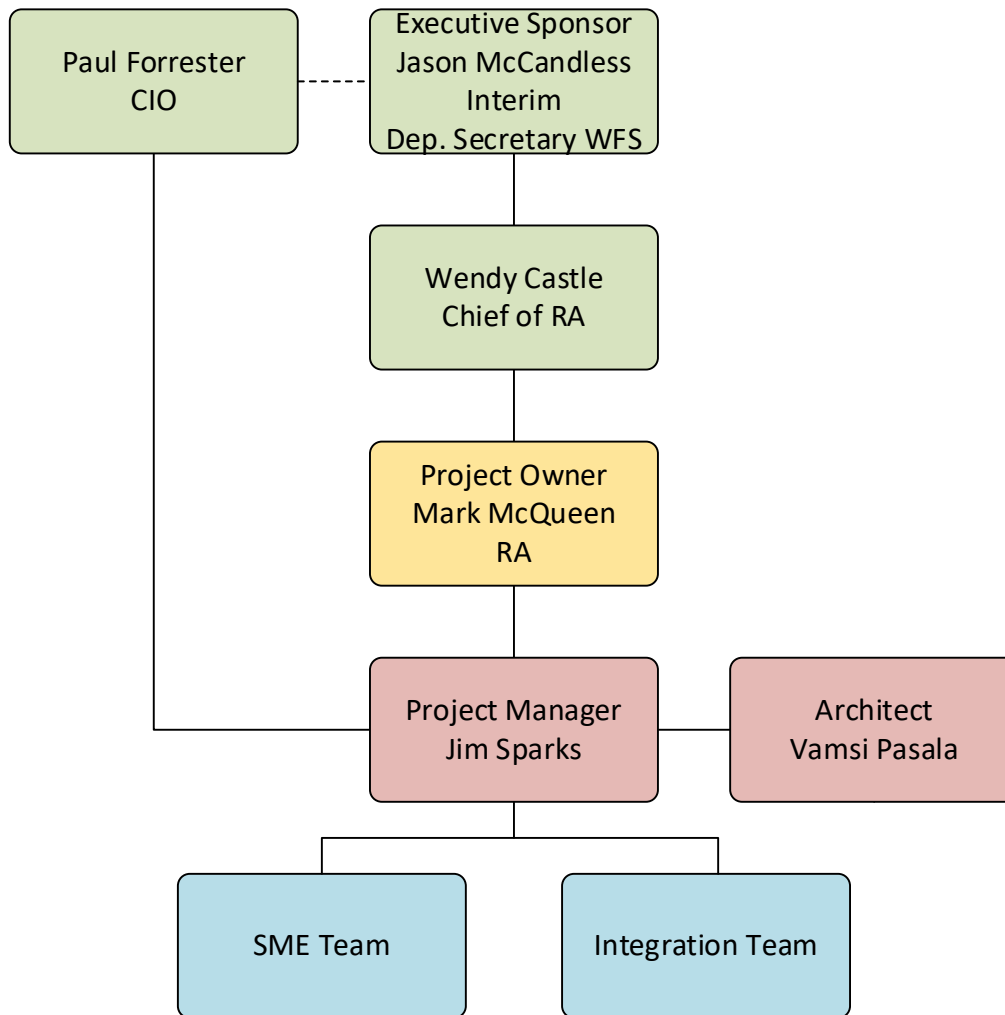 Paul Forrester
CIO
Executive Sponsor
Jason McCandless
Interim
Dep. Secretary WFS
Wendy Castle
Chief of RA
Project Owner
Mark McQueen
RA
Project Manager
Jim Sparks
Architect
Vamsi Pasala
SME Team
Integration Team